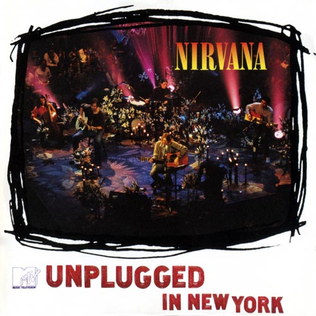 NIRVANA
MTV
UNPLUGGED
IN NEW YORK